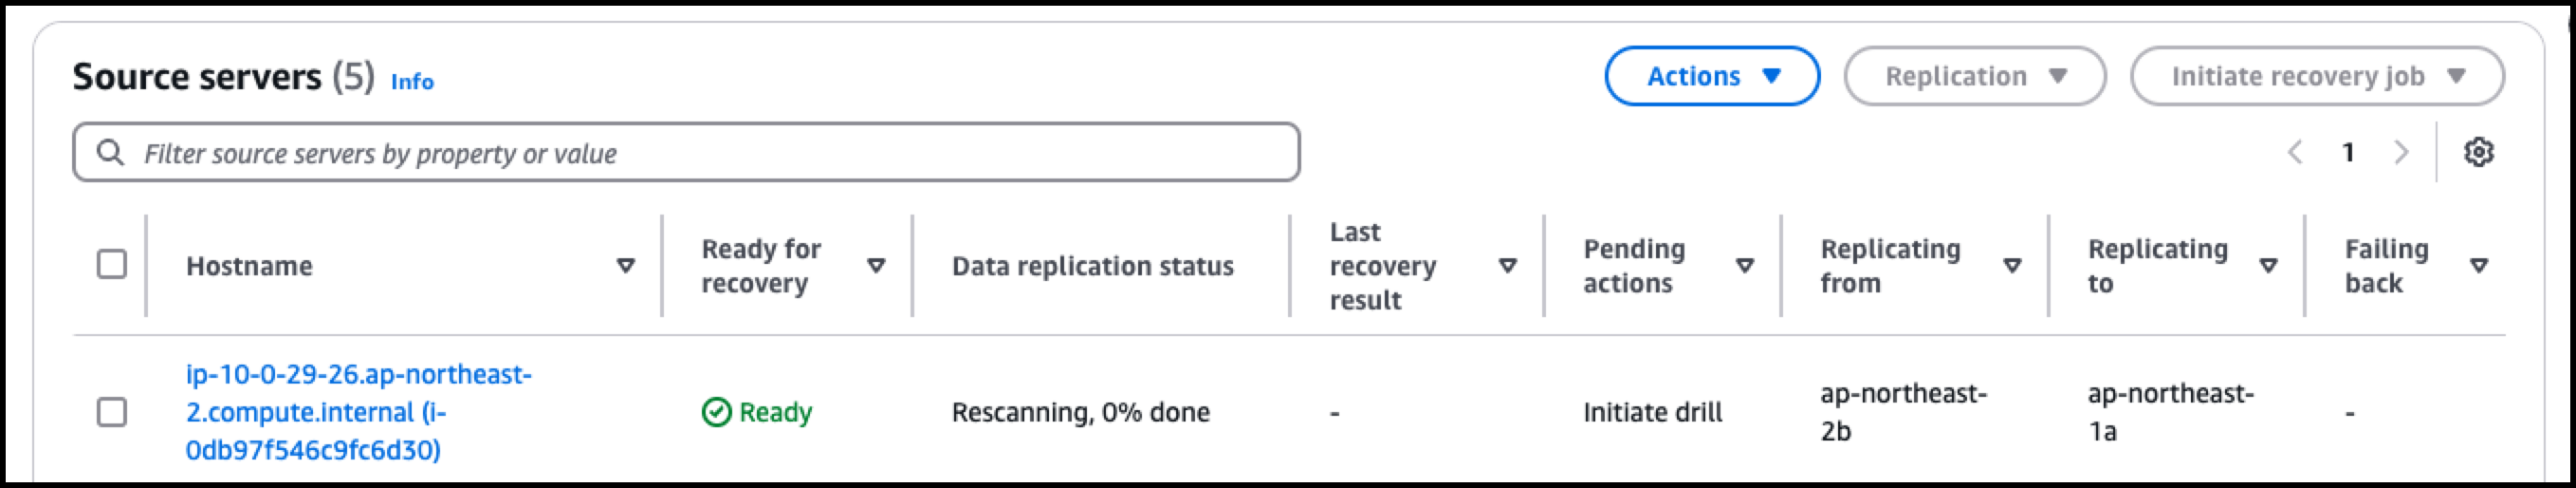 Source servers (5) Info
Actions
Replication
Initiate recovery job
Filter source servers by property or value
1
Hostname
Ready for
recovery
Data replication status
Last
recovery
result
Pending
actions
Replicating
from
Replicating
to
Failing
back
ip-10-0-29-26.ap-northeast-
2.compute.internal (i-
0db97f546c9fc6d30)
Ready
Rescanning, 0% done
-
Initiate drill
ap-northeast-
2b
ap-northeast-
1a
-